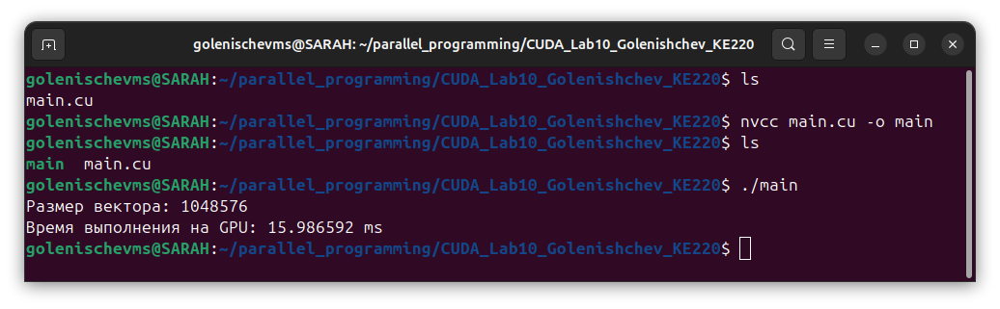 golenischevms@SARAH: ~/parallel_programming/CUDA_Lab10_Golenishchev_KE220
golenischevms@SARAH:~/parallel_programming/CUDA_Lab10_Golenishchev_KE220$ ls
main.cu
golenischevms@SARAH:~/parallel_programming/CUDA_Lab10_Golenishchev_KE220$ nvcc main.cu -o main
golenischevms@SARAH:~/parallel_programming/CUDA_Lab10_Golenishchev_KE220$ ls
main  main.cu
golenischevms@SARAH:~/parallel_programming/CUDA_Lab10_Golenishchev_KE220$ ./main
Размер вектора: 1048576
Время выполнения на GPU: 15.986592 ms
golenischevms@SARAH:~/parallel_programming/CUDA_Lab10_Golenishchev_KE220$